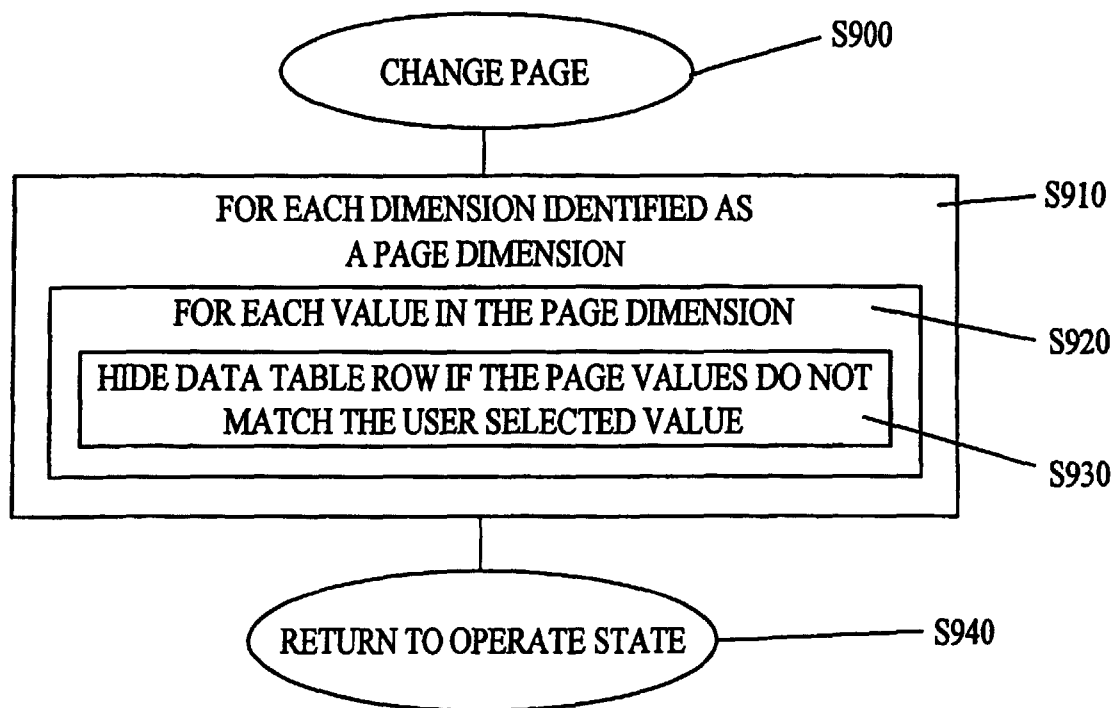 S900
CHANGE PAGE
FOR EACH DIMENSION IDENTIFIED AS
A PAGE DIMENSION
S910
FOR EACH VALUE IN THE PAGE DIMENSION
S920
HIDE DATA TABLE ROW IF THE PAGE VALUES DO NOT
MATCH THE USER SELECTED VALUE
S930
RETURN TO OPERATE STATE
S940